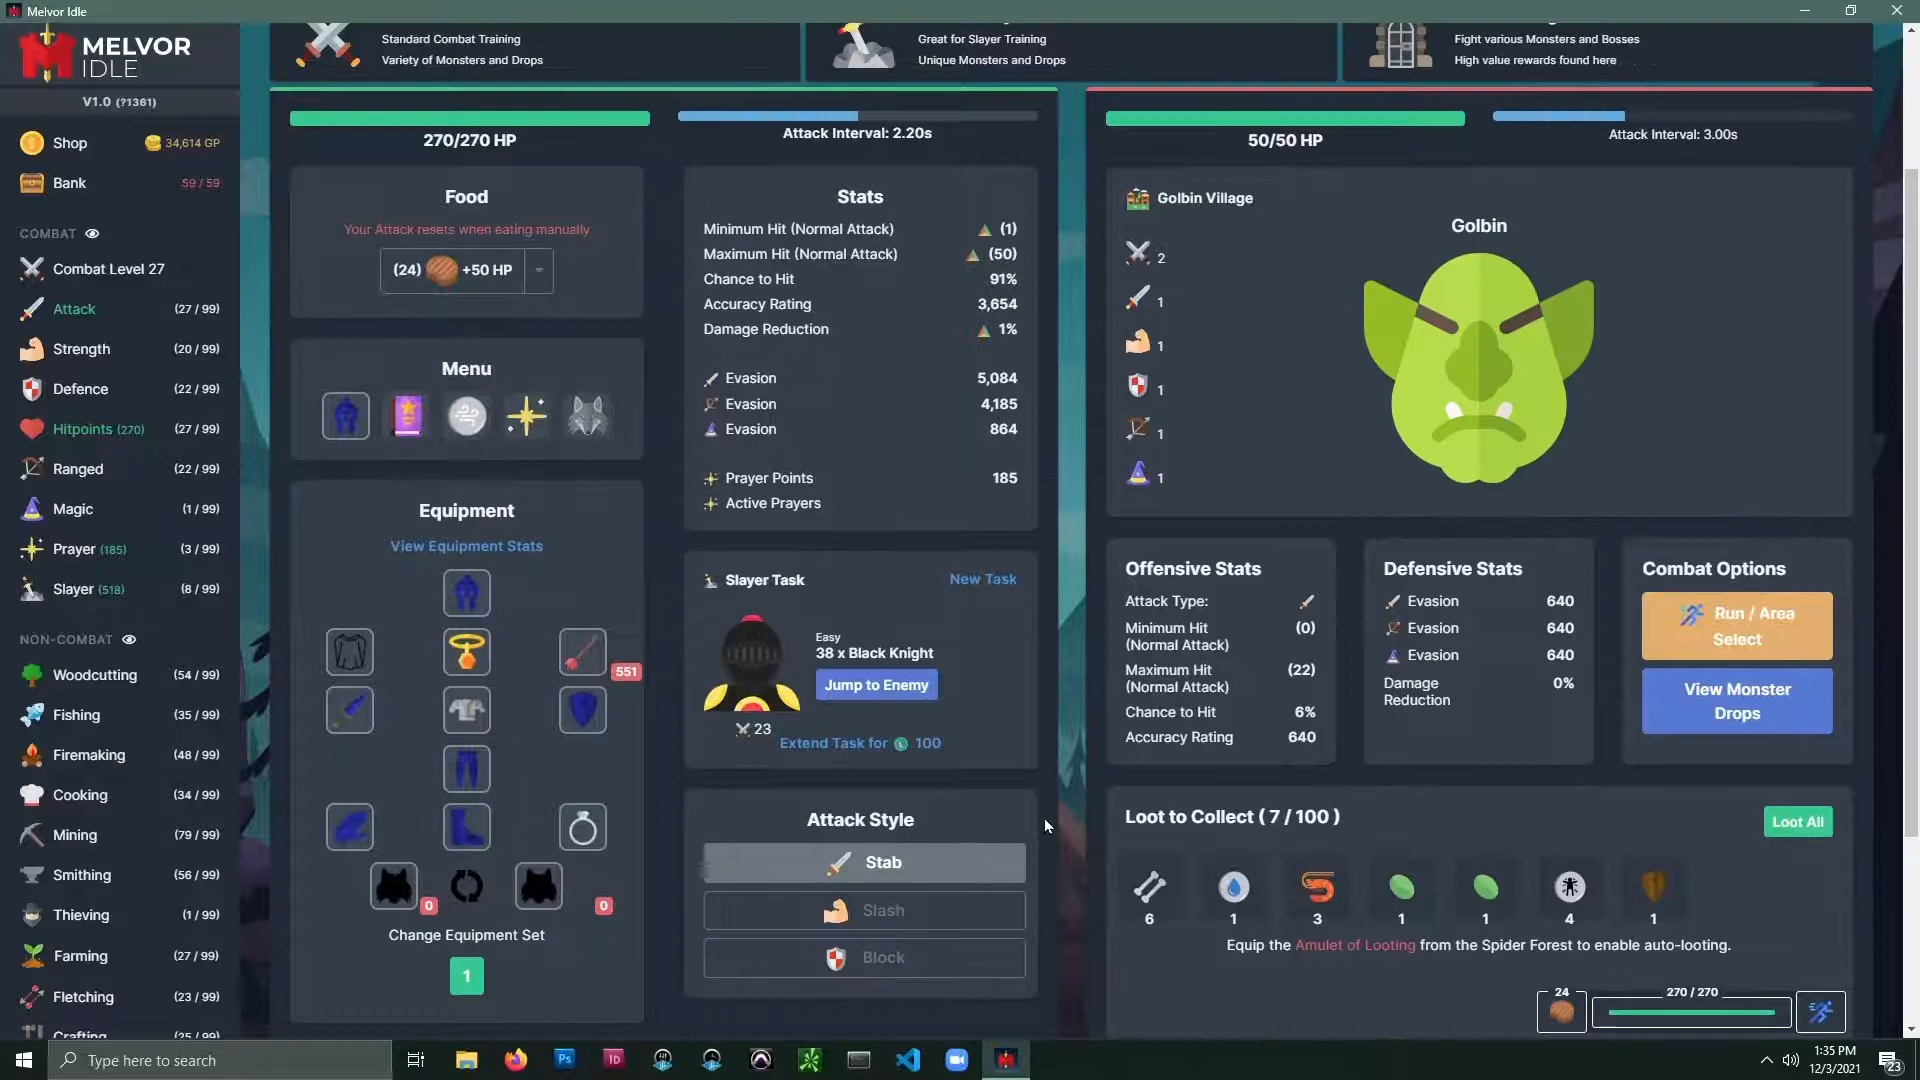 Melvor Idle
MELVOR
IDLE
V1.0 (?1361)
Shop
34,614 GP
Bank
59 / 59
COMBAT
Combat Level 27
Attack
(27 / 99)
Strength
(20 / 99)
Defence
(22 / 99)
Hitpoints (270)
(27 / 99)
Ranged
(22 / 99)
Magic
(1 / 99)
Prayer (185)
(3 / 99)
Slayer (518)
(8 / 99)
NON-COMBAT
Woodcutting
(54 / 99)
Fishing
(35 / 99)
Firemaking
(48 / 99)
Cooking
(34 / 99)
Mining
(79 / 99)
Smithing
(56 / 99)
Thieving
(1 / 99)
Farming
(27 / 99)
Fletching
(23 / 99)
Crafting
(25 / 99)
Standard Combat Training
Variety of Monsters and Drops
Great for Slayer Training
Unique Monsters and Drops
Fight various Monsters and Bosses
High value rewards found here
270/270 HP
Attack Interval: 2.20s
Food
Your Attack resets when eating manually
(24) +50 HP
Menu
Equipment
View Equipment Stats
551
0
0
Change Equipment Set
1
Stats
Minimum Hit (Normal Attack)
(1)
Maximum Hit (Normal Attack)
(50)
Chance to Hit
91%
Accuracy Rating
3,654
Damage Reduction
1%
Evasion
5,084
Evasion
4,185
Evasion
864
Prayer Points
185
Active Prayers
Slayer Task
New Task
Easy
38 x Black Knight
Jump to Enemy
23
Extend Task for 100
Attack Style
Stab
Slash
Block
50/50 HP
Attack Interval: 3.00s
Golbin Village
Golbin
2
1
1
1
1
1
Offensive Stats
Attack Type:
Minimum Hit
(Normal Attack)
(0)
Maximum Hit
(Normal Attack)
(22)
Chance to Hit
6%
Accuracy Rating
640
Defensive Stats
Evasion
640
Evasion
640
Evasion
640
Damage
Reduction
0%
Combat Options
Run / Area
Select
View Monster
Drops
Loot to Collect ( 7 / 100 )
Loot All
6
1
3
1
1
4
1
Equip the Amulet of Looting from the Spider Forest to enable auto-looting.
24
270 / 270
Type here to search
Ps
ID
1:35 PM
12/3/2021
23